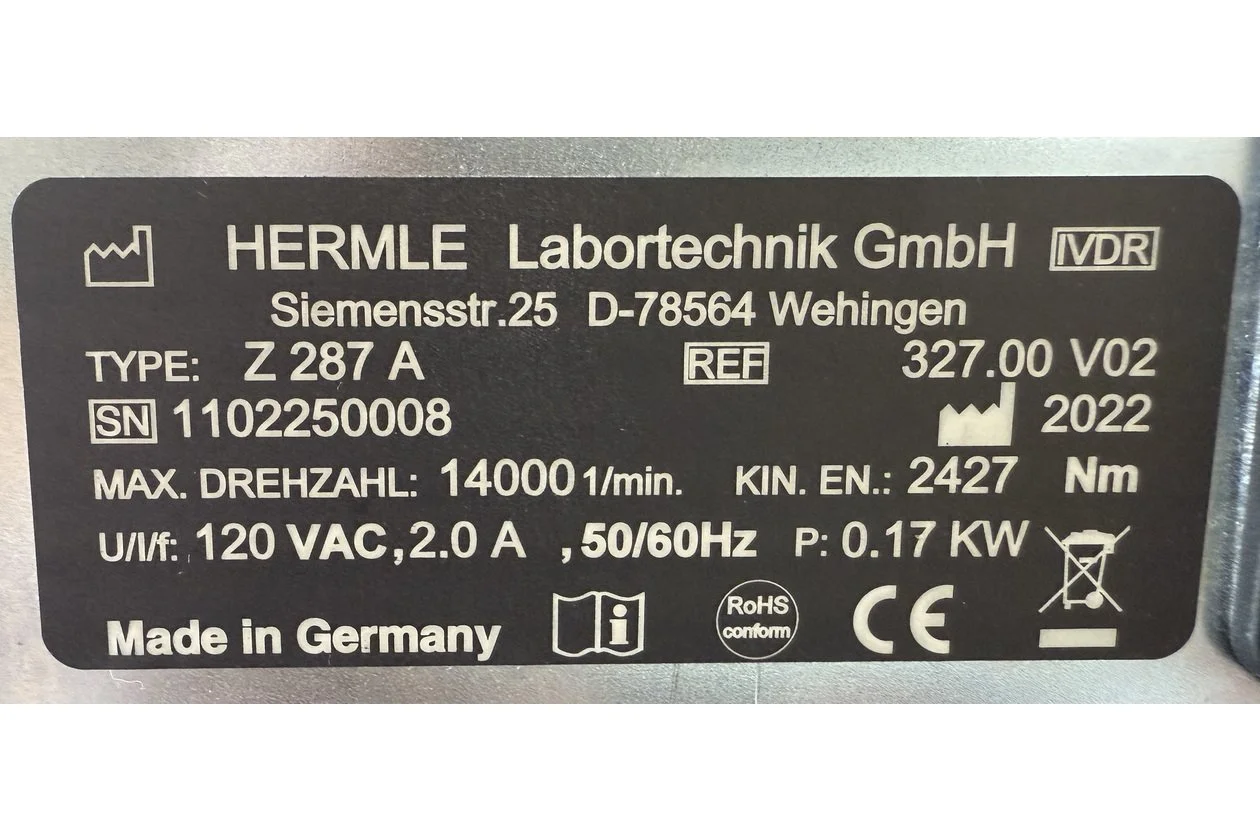 HERMLE Labortechnik GmbH IVDR
Siemensstr.25 D-78564 Wehingen
TYPE: Z 287 A REF 327.00 V02
SN 1102250008 2022
MAX. DREHZAHL: 14000 1/min. KIN. EN.: 2427 Nm
U/I/f: 120 VAC,2.0 A ,50/60Hz P: 0.17 KW
Made in Germany i RoHS conform CE